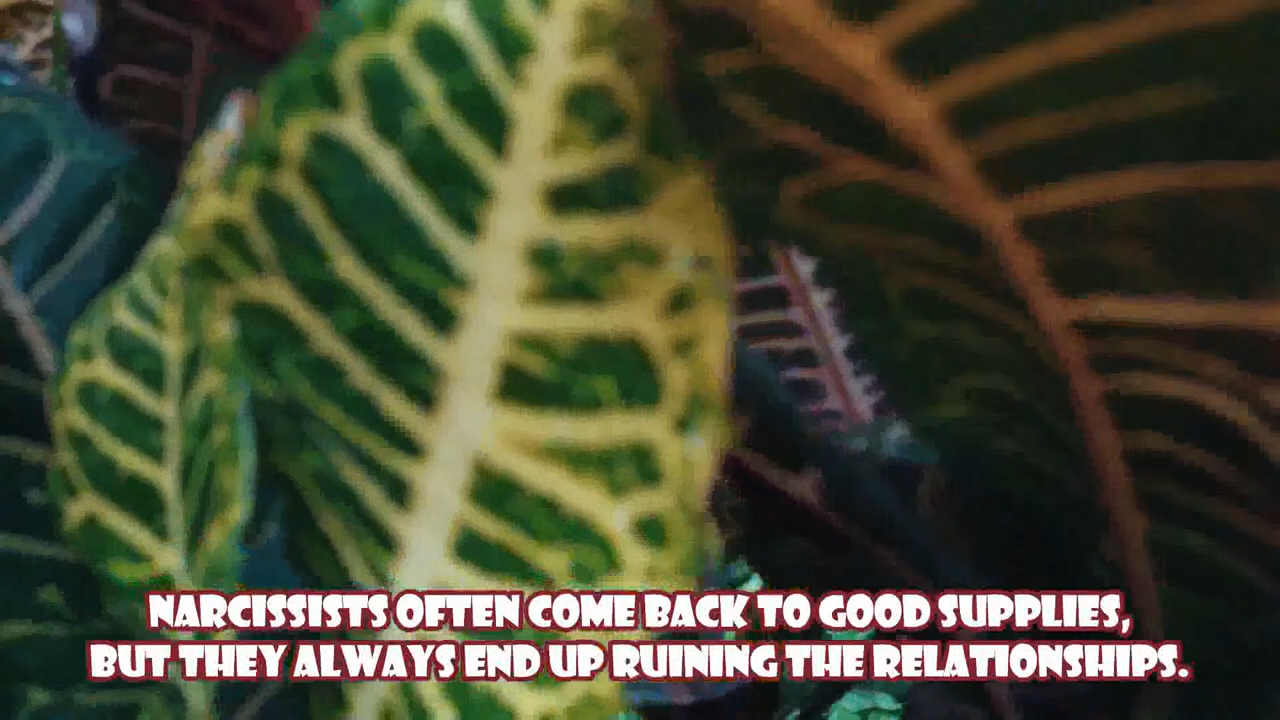 NARCISSISTS OFTEN COME BACK TO GOOD SUPPLIES,
BUT THEY ALWAYS END UP RUINING THE RELATIONSHIPS.